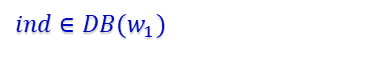 ind ∈ DB(w₁)